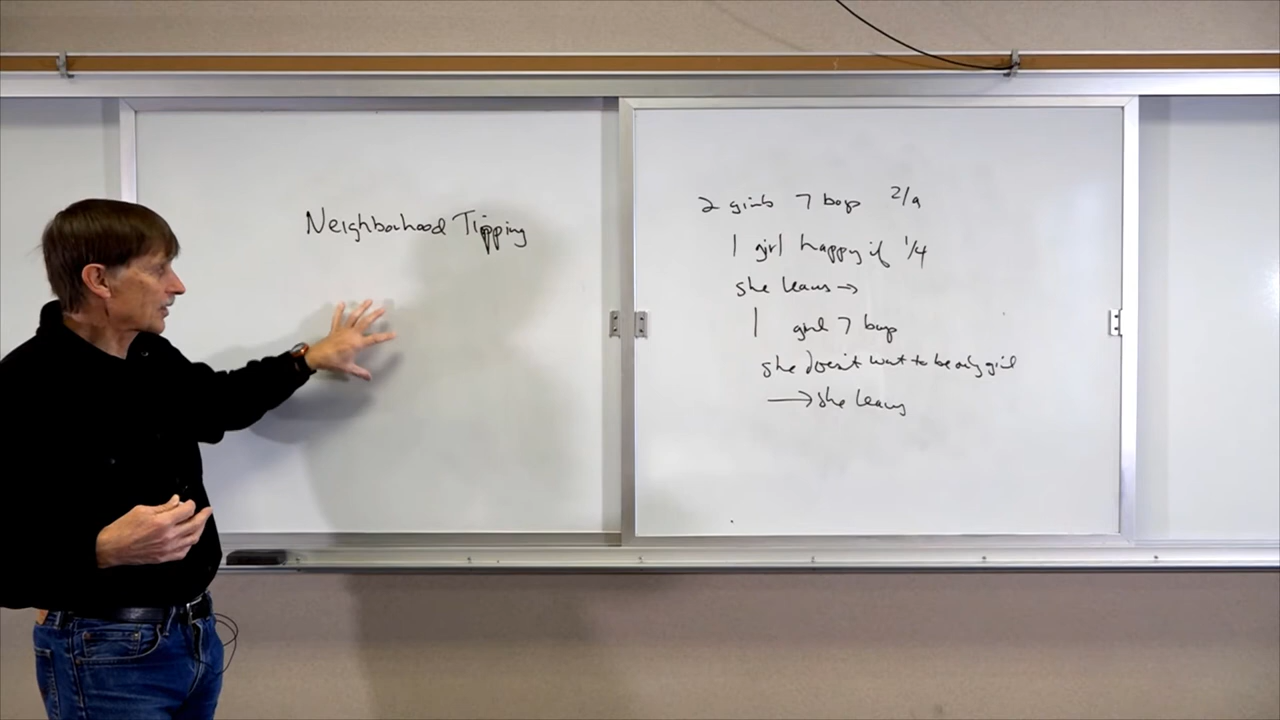 Neighborhood Tipping
2 girls 7 boys 2/9
1 girl happy if 1/4
she leaves →
1 girl 7 boys
she doesn't want to be only girl
→ she leaves